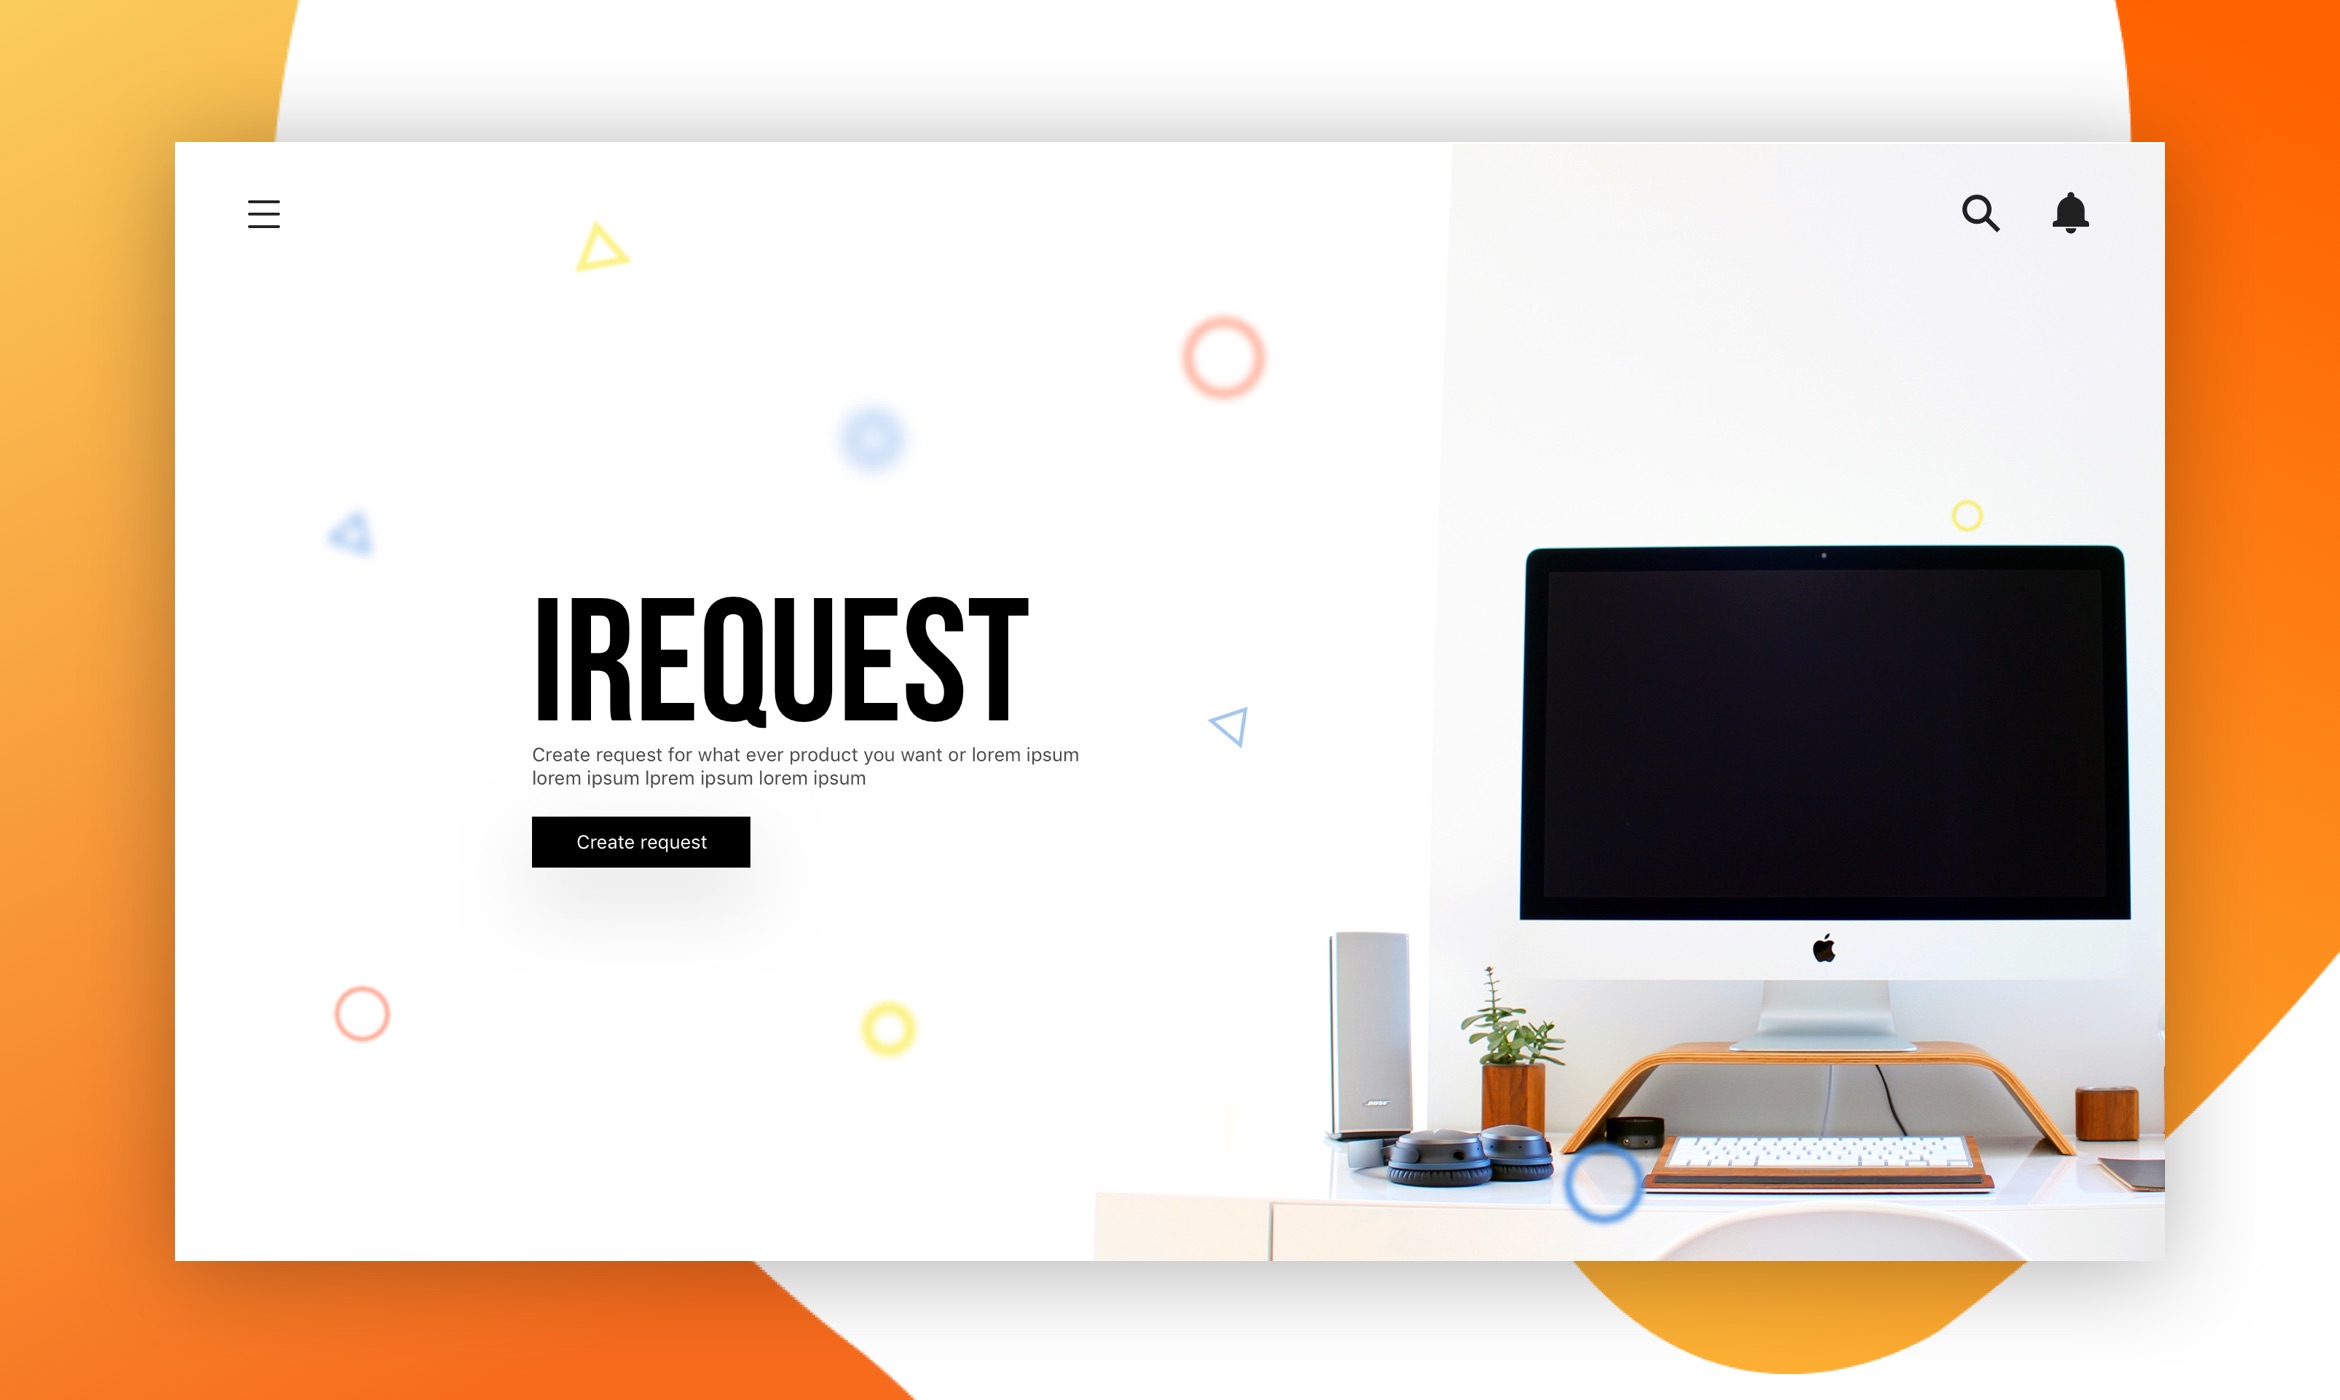 IREQUEST
Create request for what ever product you want or lorem ipsum
lorem ipsum Iprem ipsum lorem ipsum
Create request
BOSE